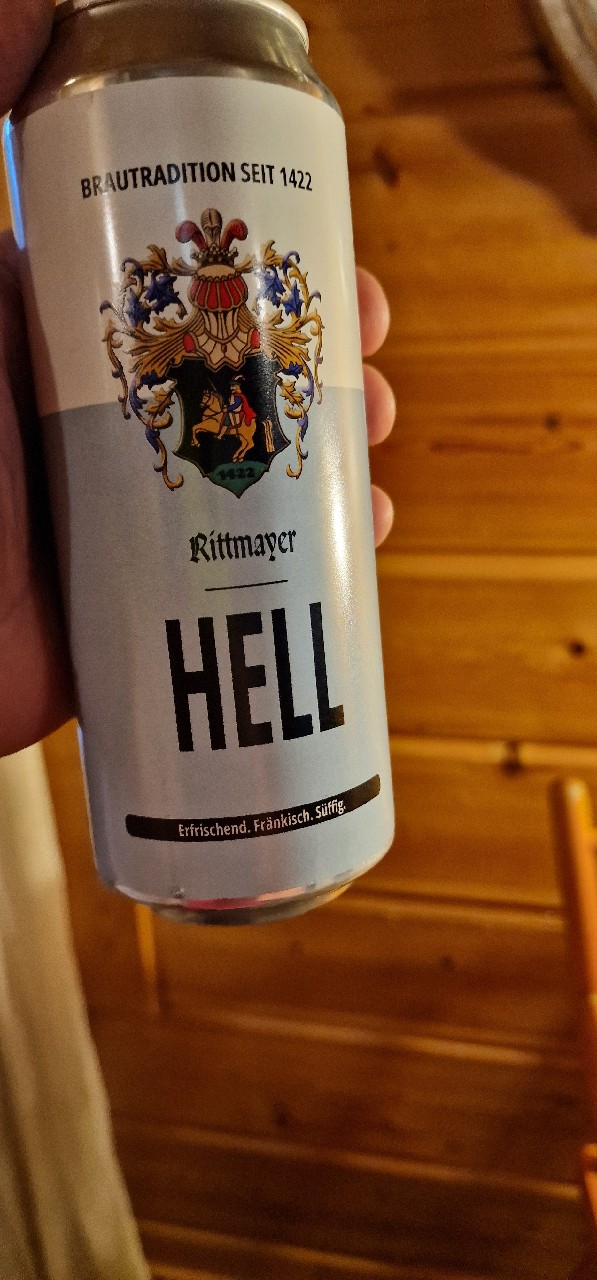 BRAUTRADITION SEIT 1422
1422
Rittmayer
HELL
Erfrischend. Fränkisch. Süffig.